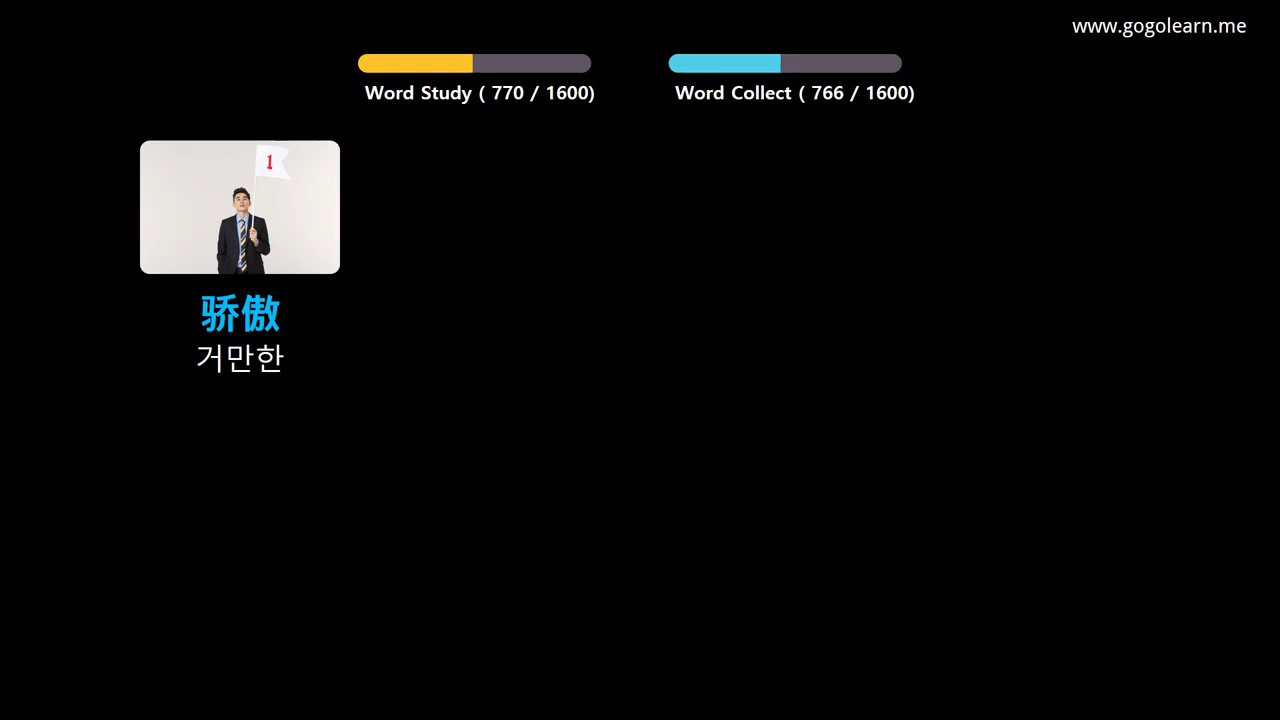 www.gogolearn.me
Word Study ( 770 / 1600)
Word Collect ( 766 / 1600)
1
骄傲
거만한